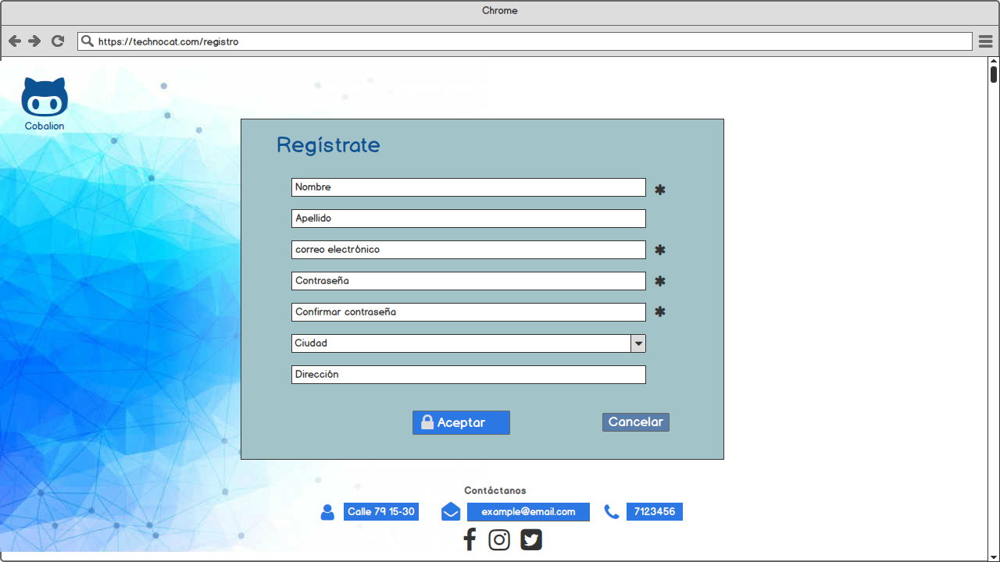 Chrome
https://technocat.com/registro
Cobalion
Regístrate
Nombre
Apellido
correo electrónico
Contraseña
Confirmar contraseña
Ciudad
Dirección
Aceptar
Cancelar
Contáctanos
Calle 79 15-30
example@email.com
7123456